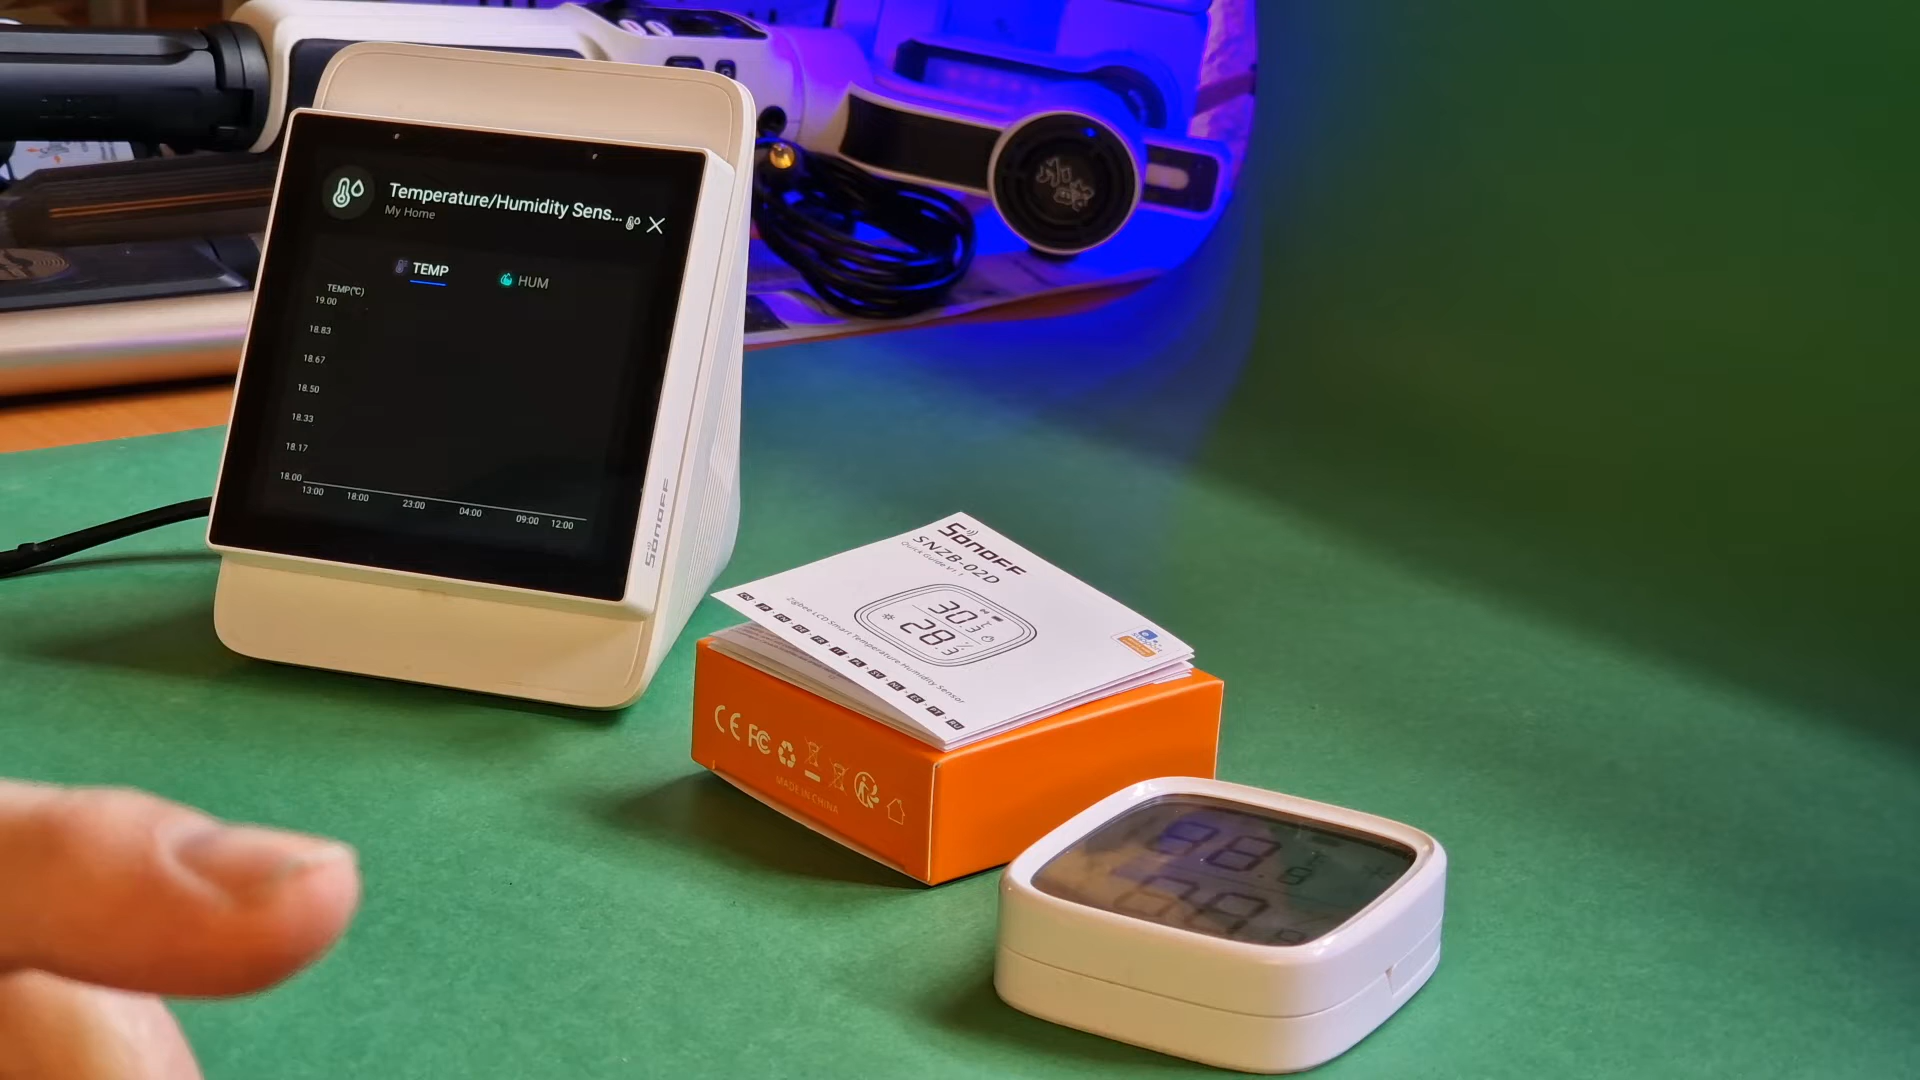 Temperature/Humidity Sens...
My Home
TEMP
HUM
TEMP(℃)
19.00
18.83
18.67
18.50
18.33
18.17
18.00
13:00
18:00
23:00
04:00
09:00
12:00
SONOFF
SONOFF
SNZB-02D
Quick Guide V1.1
30.3 ℃
28.3 %
Zigbee LCD Smart Temperature Humidity Sensor
CE FC
MADE IN CHINA